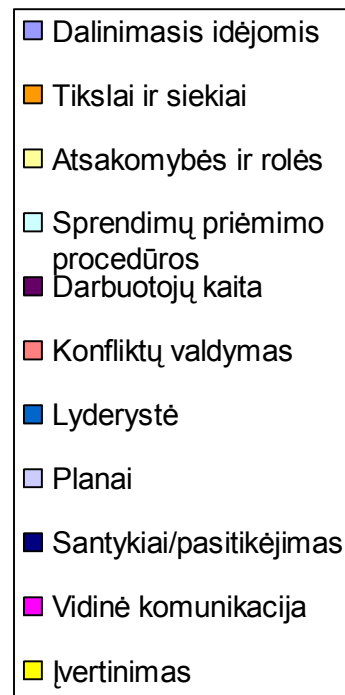 Dalinimasis idėjomis
Tikslai ir siekiai
Atsakomybės ir rolės
Sprendimų priėmimo
procedūros
Darbuotojų kaita
Konfliktų valdymas
Lyderystė
Planai
Santykiai/pasitikėjimas
Vidinė komunikacija
Įvertinimas